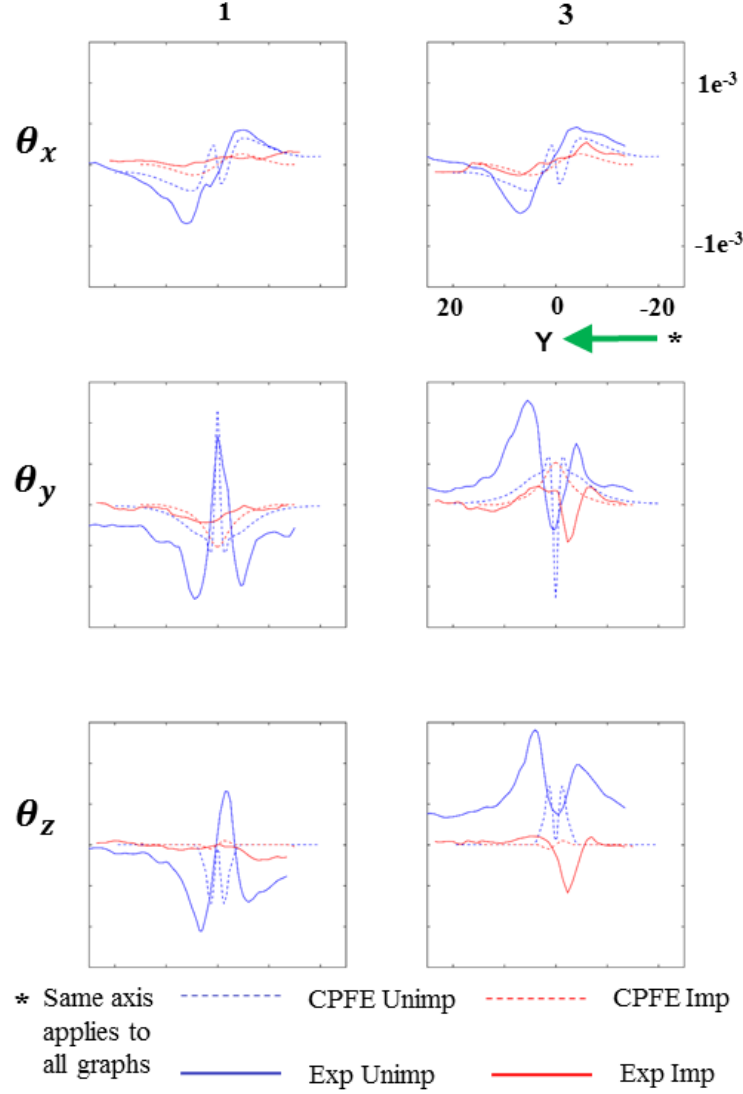 1 3
θx
1e-3
-1e-3
20 0 -20
Y *
θy
θz
* Same axis applies to all graphs
CPFE Unimp CPFE Imp
Exp Unimp Exp Imp